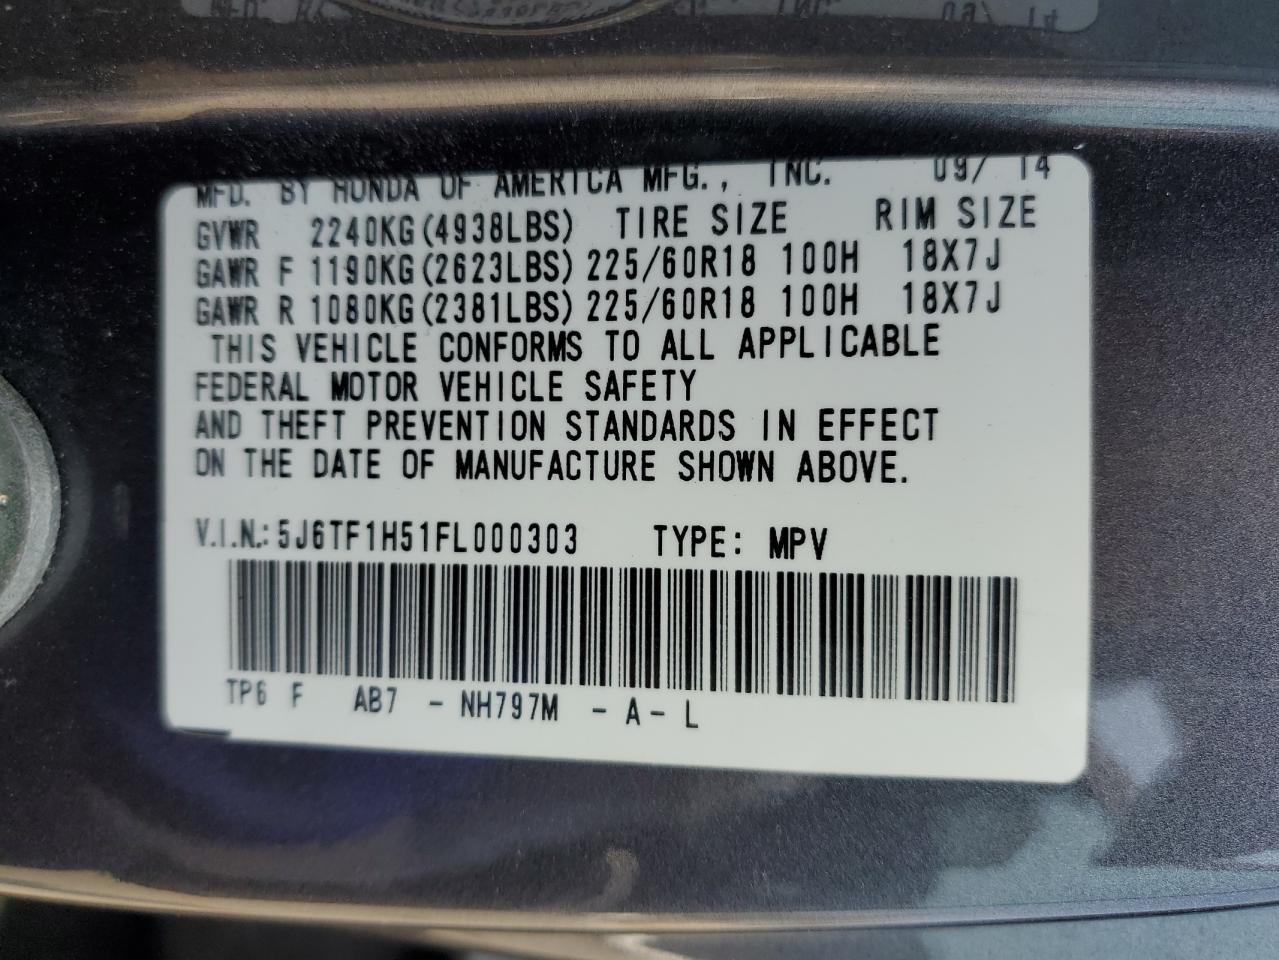 MFD. BY HONDA OF AMERICA MFG., INC. 09/ 14
GVWR 2240KG(4938LBS) TIRE SIZE RIM SIZE
GAWR F 1190KG(2623LBS) 225/60R18 100H 18X7J
GAWR R 1080KG(2381LBS) 225/60R18 100H 18X7J
THIS VEHICLE CONFORMS TO ALL APPLICABLE
FEDERAL MOTOR VEHICLE SAFETY
AND THEFT PREVENTION STANDARDS IN EFFECT
ON THE DATE OF MANUFACTURE SHOWN ABOVE.
V.I.N.: 5J6TF1H51FL000303 TYPE: MPV
TP6 F AB7 - NH797M - A - L